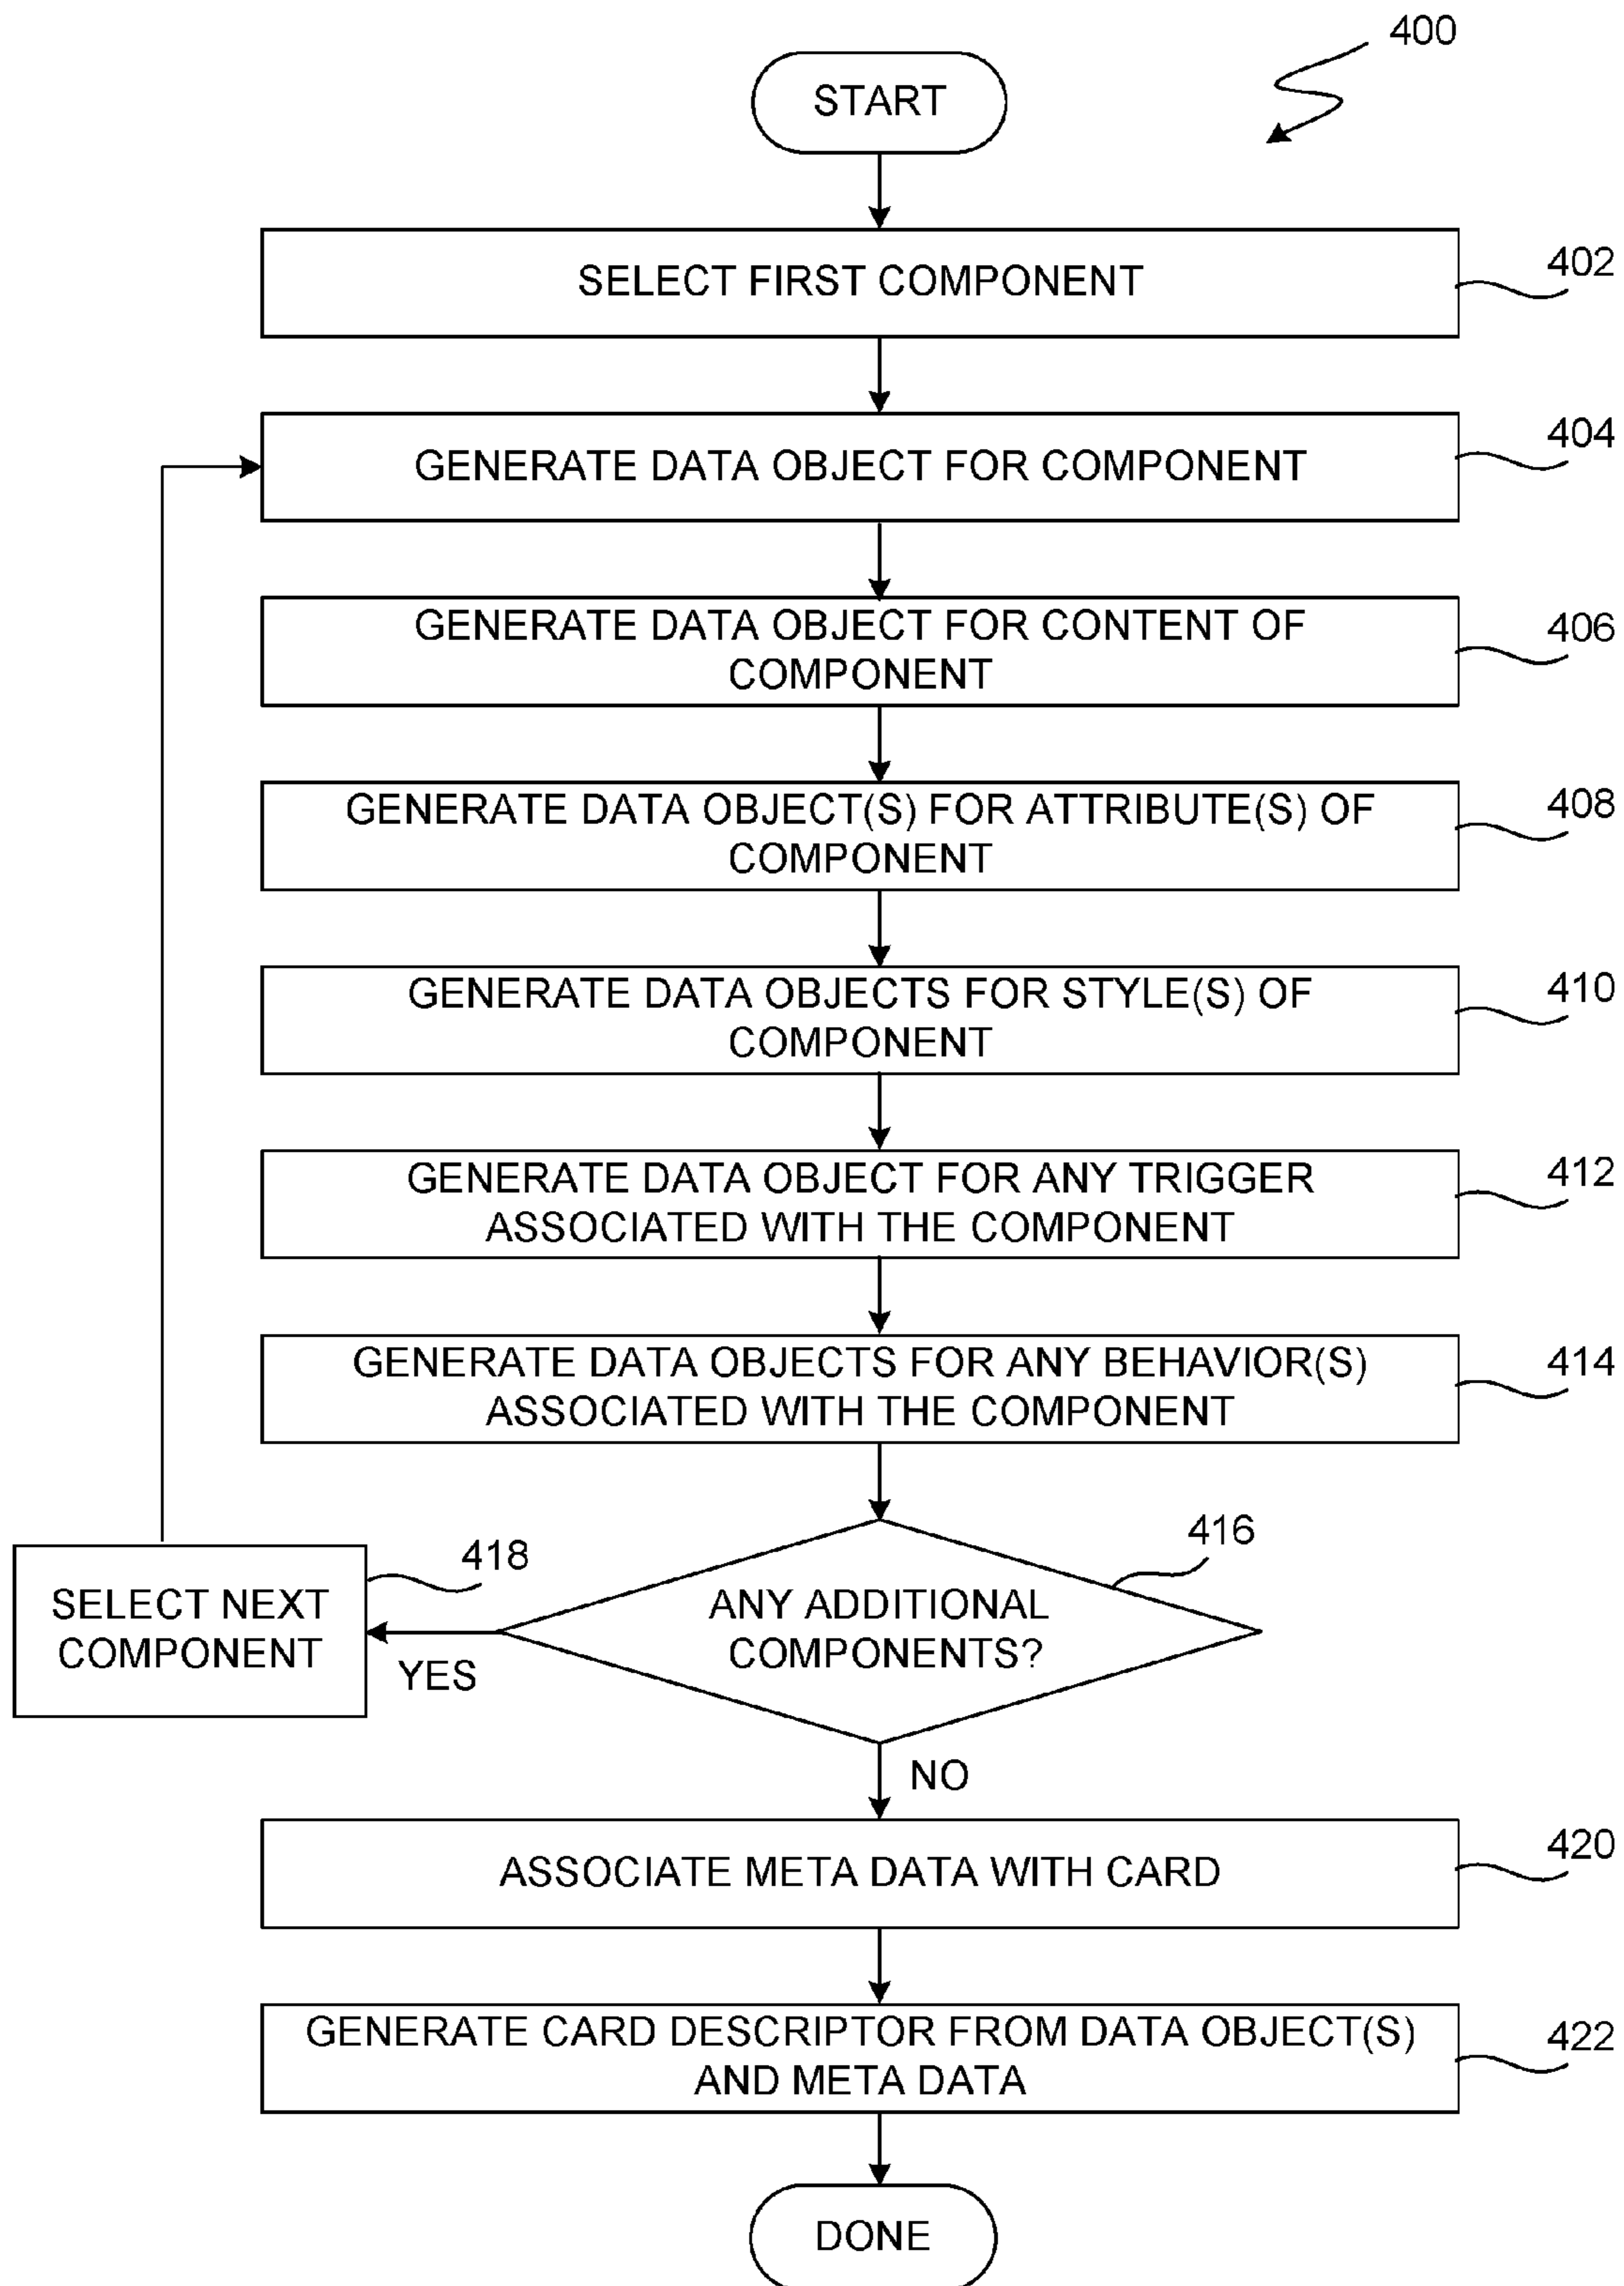 400
START
SELECT FIRST COMPONENT
402
GENERATE DATA OBJECT FOR COMPONENT
404
GENERATE DATA OBJECT FOR CONTENT OF
COMPONENT
406
GENERATE DATA OBJECT(S) FOR ATTRIBUTE(S) OF
COMPONENT
408
GENERATE DATA OBJECTS FOR STYLE(S) OF
COMPONENT
410
GENERATE DATA OBJECT FOR ANY TRIGGER
ASSOCIATED WITH THE COMPONENT
412
GENERATE DATA OBJECTS FOR ANY BEHAVIOR(S)
ASSOCIATED WITH THE COMPONENT
414
416
ANY ADDITIONAL
COMPONENTS?
YES
418
SELECT NEXT
COMPONENT
NO
ASSOCIATE META DATA WITH CARD
420
GENERATE CARD DESCRIPTOR FROM DATA OBJECT(S)
AND META DATA
422
DONE